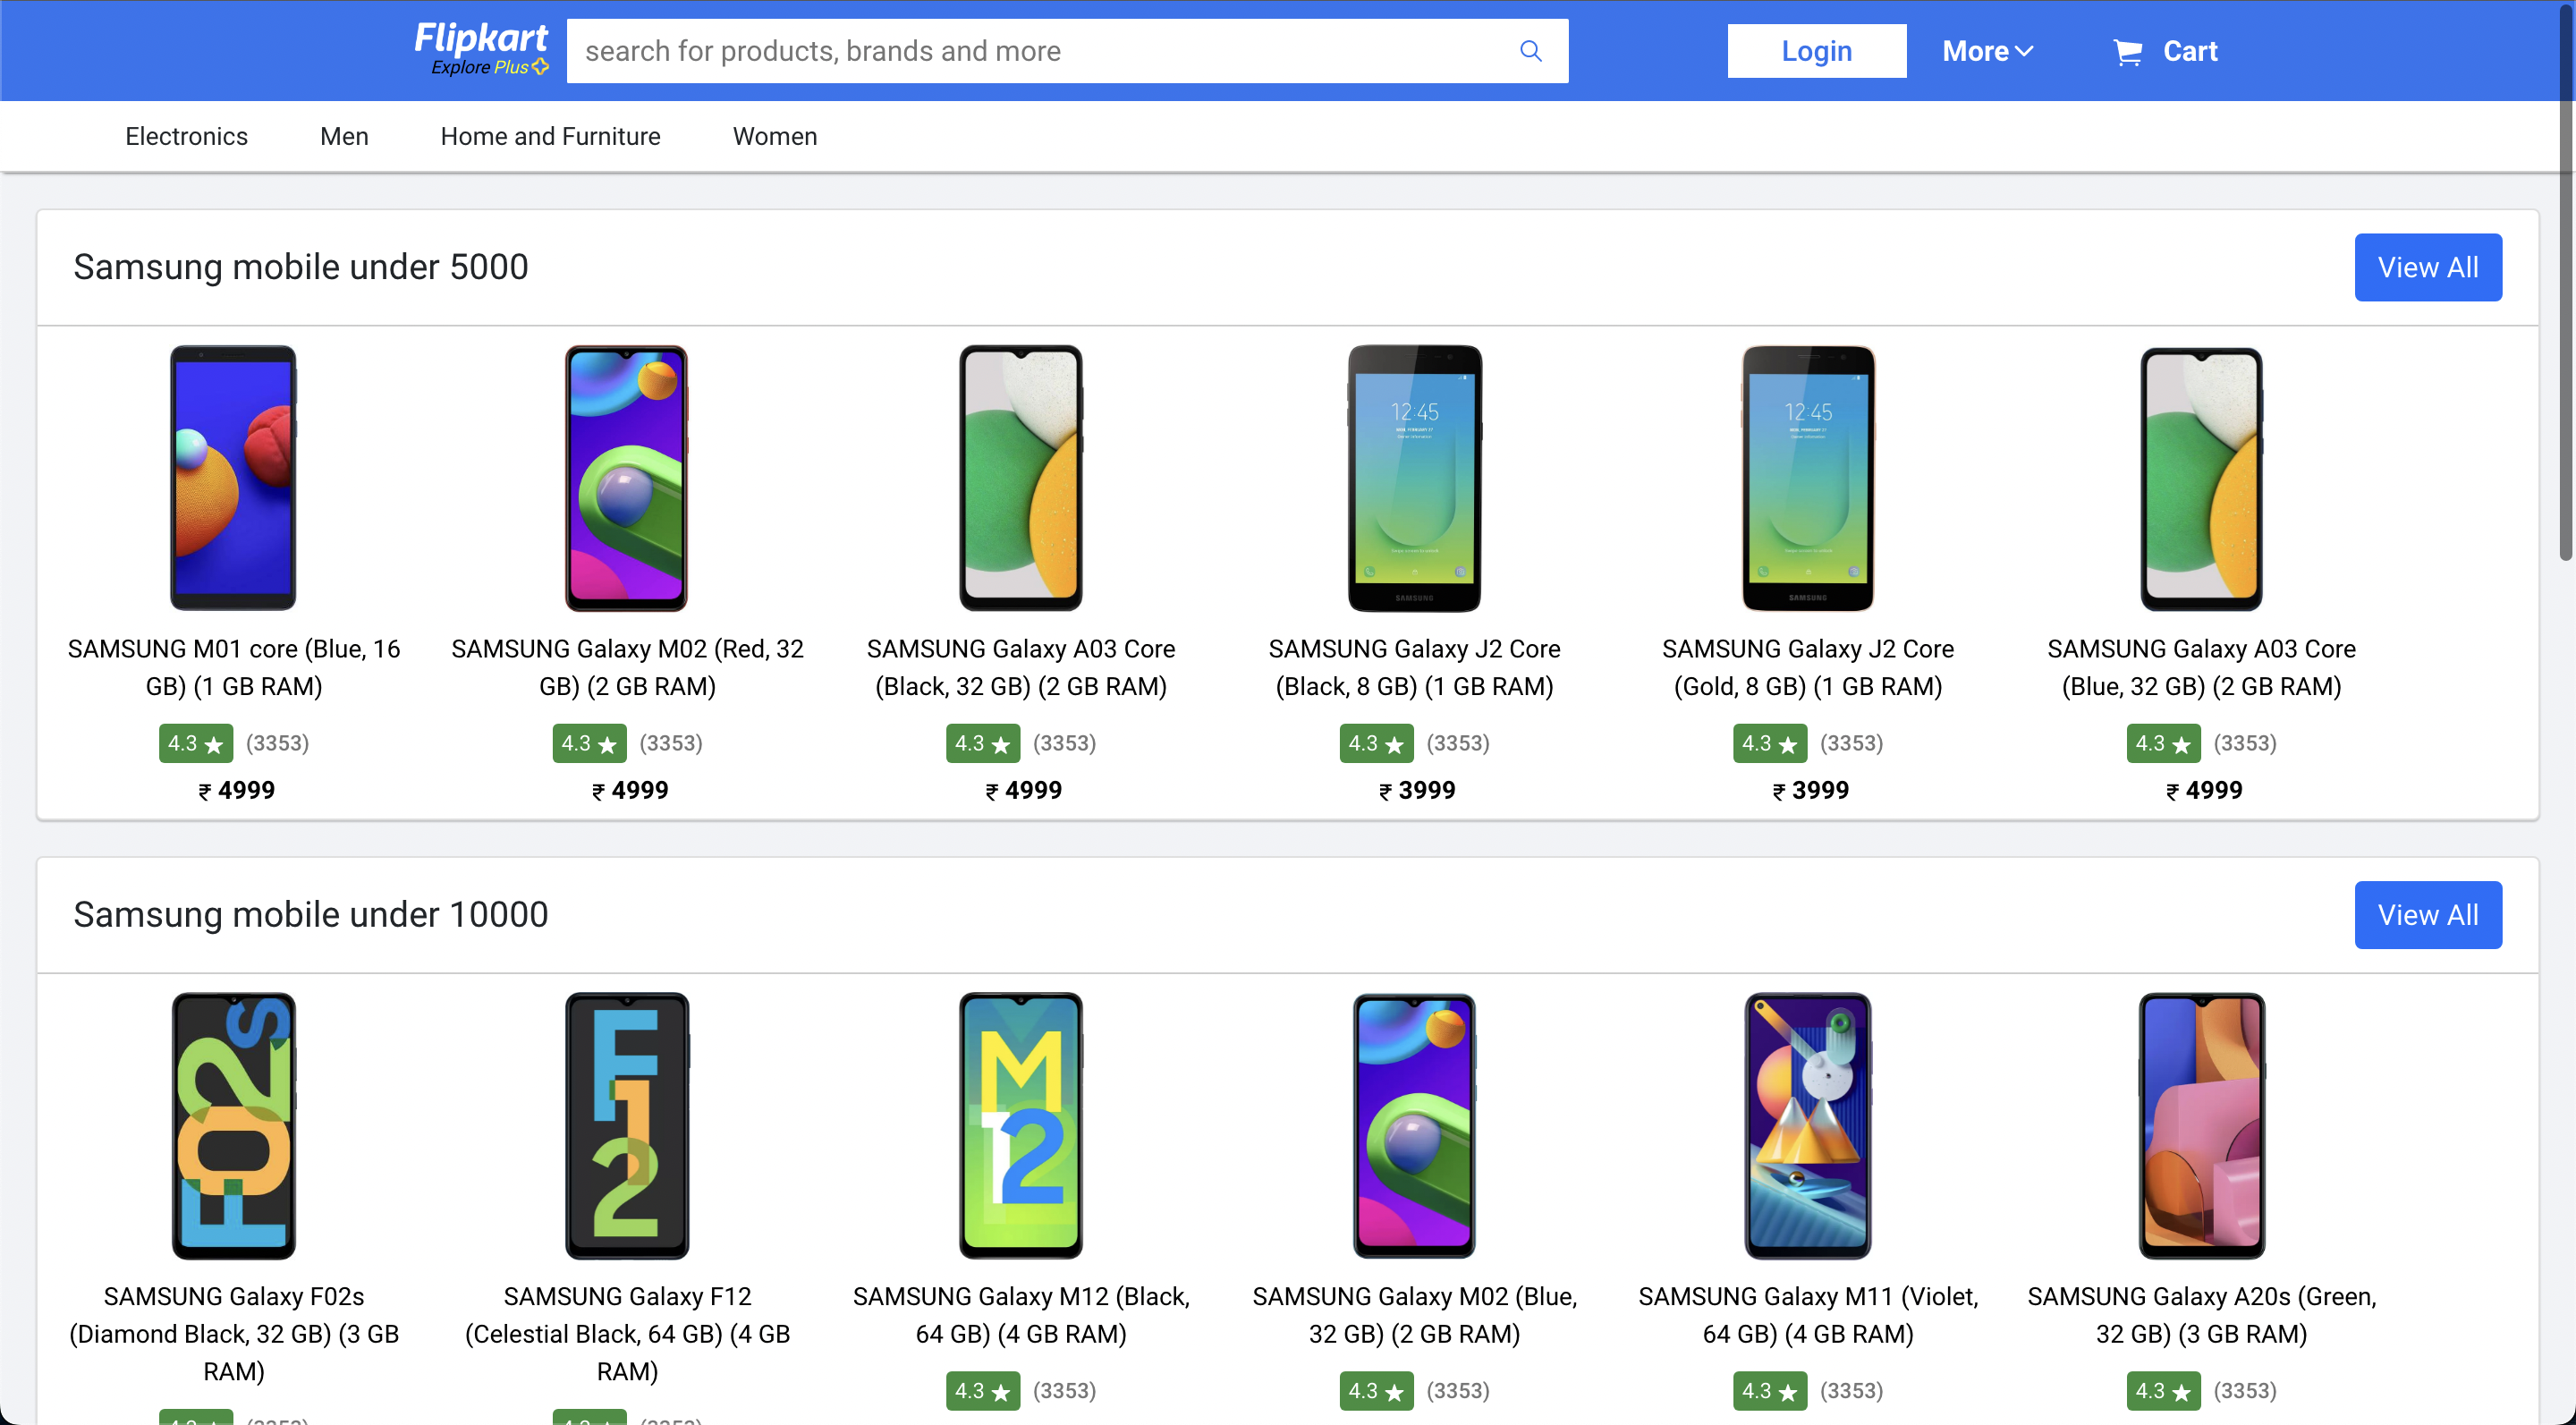 Flipkart
Explore Plus
search for products, brands and more
Login
More
Cart
Electronics
Men
Home and Furniture
Women
Samsung mobile under 5000
View All
12:45
12:45
SAMSUNG
SAMSUNG
SAMSUNG M01 core (Blue, 16
GB) (1 GB RAM)
4.3 ★ (3353)
₹ 4999
SAMSUNG Galaxy M02 (Red, 32
GB) (2 GB RAM)
4.3 ★ (3353)
₹ 4999
SAMSUNG Galaxy A03 Core
(Black, 32 GB) (2 GB RAM)
4.3 ★ (3353)
₹ 4999
SAMSUNG Galaxy J2 Core
(Black, 8 GB) (1 GB RAM)
4.3 ★ (3353)
₹ 3999
SAMSUNG Galaxy J2 Core
(Gold, 8 GB) (1 GB RAM)
4.3 ★ (3353)
₹ 3999
SAMSUNG Galaxy A03 Core
(Blue, 32 GB) (2 GB RAM)
4.3 ★ (3353)
₹ 4999
Samsung mobile under 10000
View All
F02s
F12
M12
SAMSUNG Galaxy F02s
(Diamond Black, 32 GB) (3 GB
RAM)
SAMSUNG Galaxy F12
(Celestial Black, 64 GB) (4 GB
RAM)
SAMSUNG Galaxy M12 (Black,
64 GB) (4 GB RAM)
4.3 ★ (3353)
SAMSUNG Galaxy M02 (Blue,
32 GB) (2 GB RAM)
4.3 ★ (3353)
SAMSUNG Galaxy M11 (Violet,
64 GB) (4 GB RAM)
4.3 ★ (3353)
SAMSUNG Galaxy A20s (Green,
32 GB) (3 GB RAM)
4.3 ★ (3353)